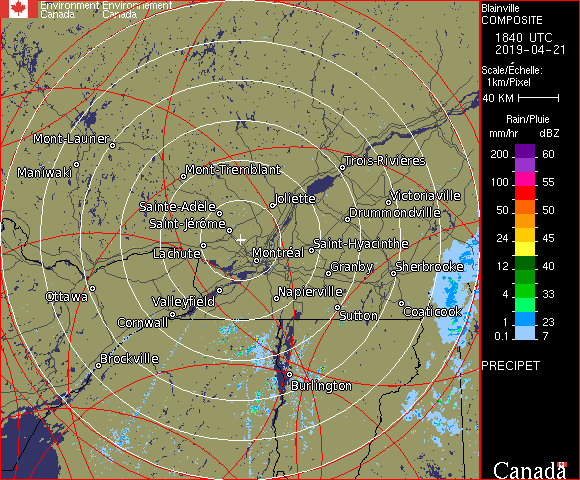 Environment Environnement
Canada Canada
Blainville
COMPOSITE
1840 UTC
2019-04-21
Scale/Échelle:
1km/Pixel
40 KM
Rain/Pluie
mm/hr dBZ
200 60
100 55
50 50
24 45
12 40
4 33
1 23
0.1 7
PRECIPET
Mont-Laurier
Maniwaki
Mont-Tremblant
Trois-Rivières
Sainte-Adèle
Joliette
Victoriaville
Saint-Jérôme
Drummondville
Lachute
Montréal
Saint-Hyacinthe
Granby
Sherbrooke
Ottawa
Valleyfield
Napierville
Cornwall
Sutton
Coaticook
Brockville
Burlington
Canada